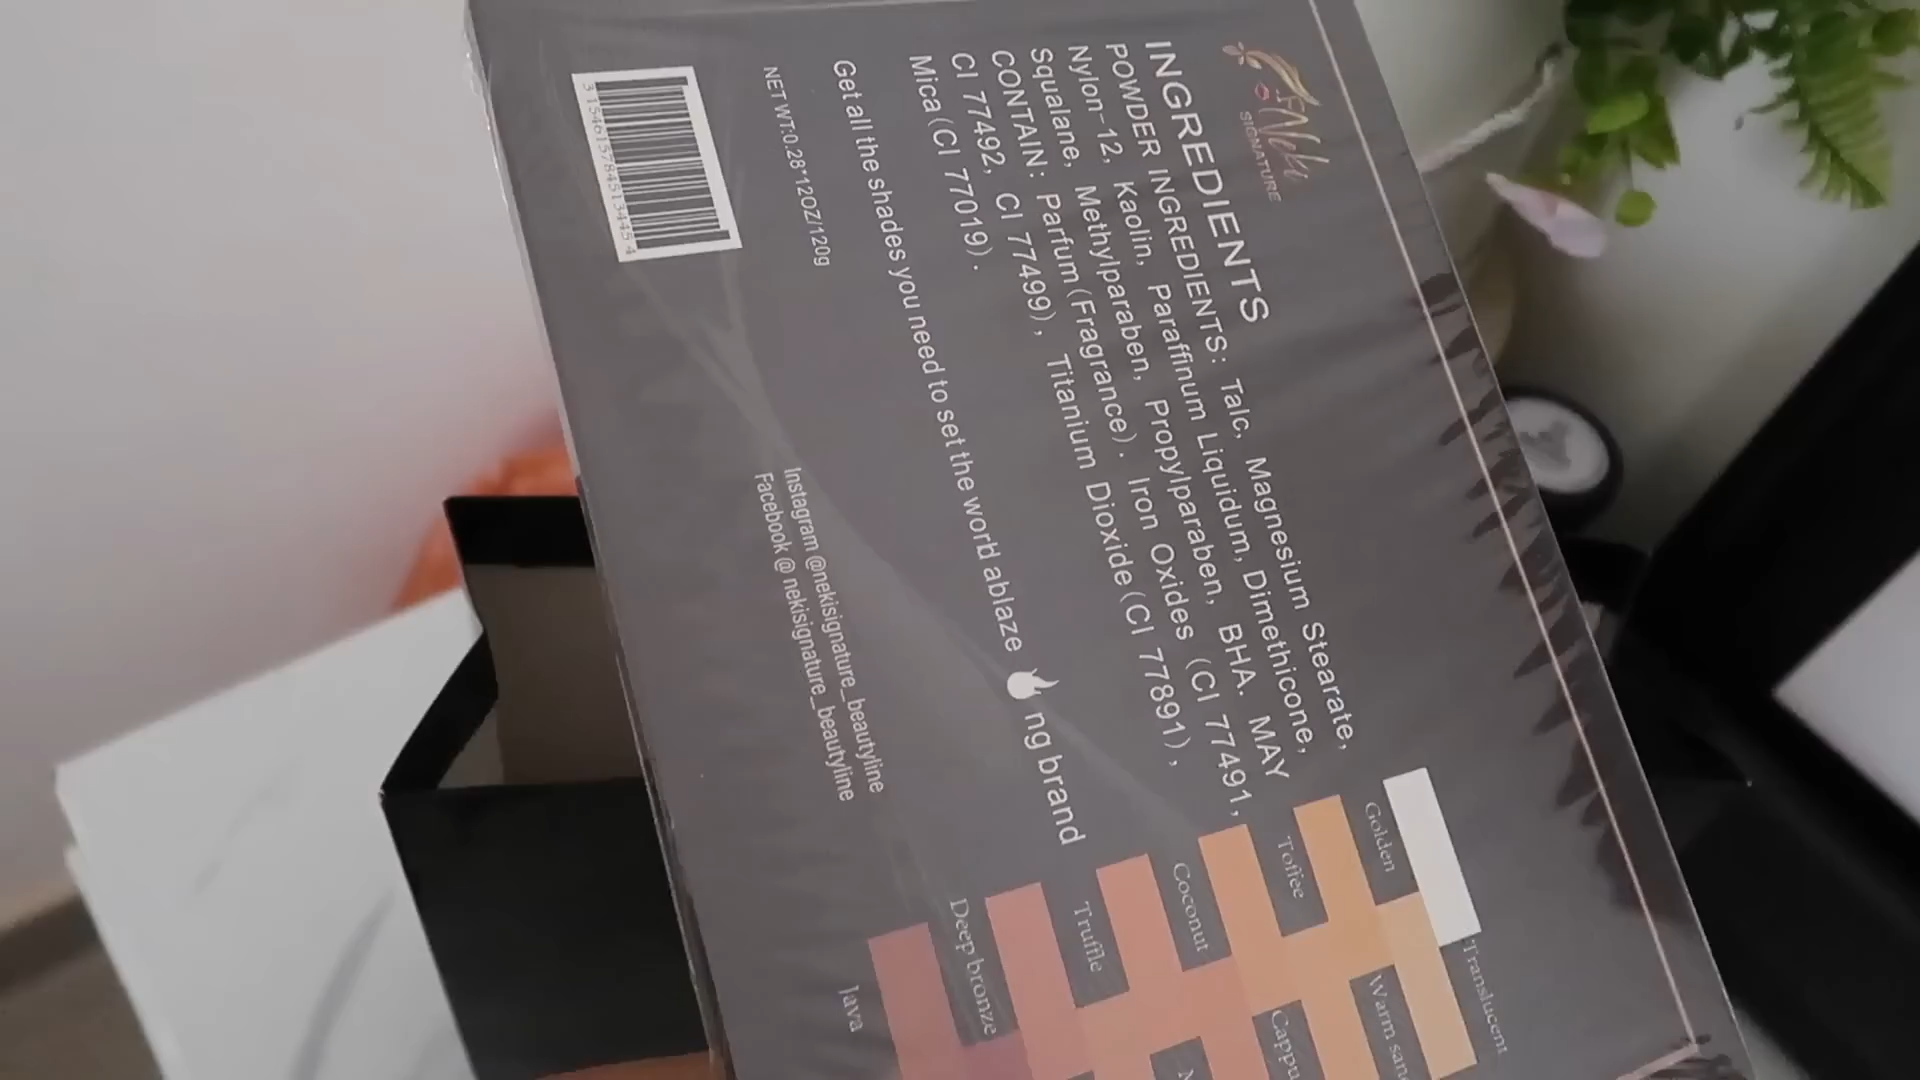 Neki
SIGNATURE
INGREDIENTS
POWDER INGREDIENTS: Talc, Magnesium Stearate,
Nylon-12, Kaolin, Paraffinum Liquidum, Dimethicone,
Squalane, Methylparaben, Propylparaben, BHA. MAY
CONTAIN: Parfum (Fragrance). Iron Oxides (CI 77491,
CI 77492, CI 77499), Titanium Dioxide (CI 77891),
Mica (CI 77019).
Get all the shades you need to set the world ablaze ng brand
NET WT:0.28*12OZ/120g
Instagram @nekisignature_beautyline
Facebook @ nekisignature_beautyline
Translucent
Golden
Warm
Toffee
Coconut
Truffle
Deep bronze
Java